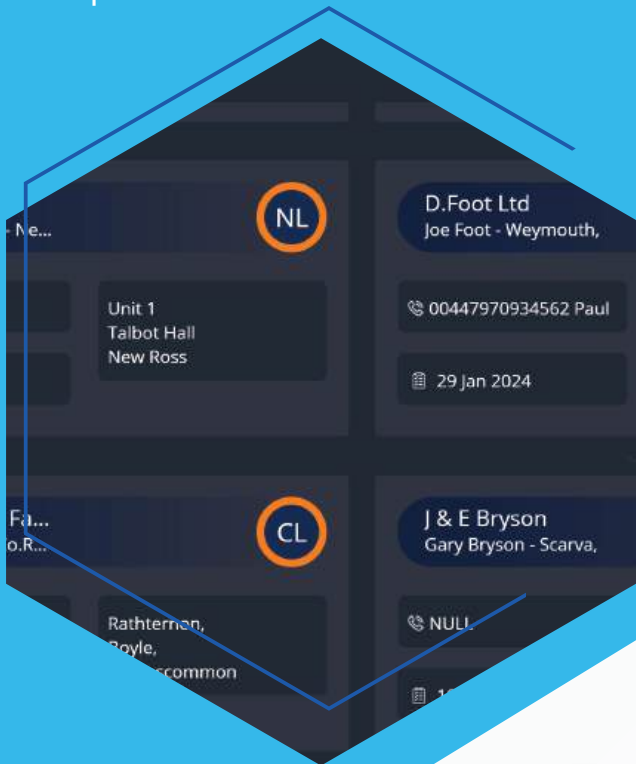 - Ne...
NL
Unit 1
Talbot Hall
New Ross
D.Foot Ltd
Joe Foot - Weymouth,
00447970934562 Paul
29 Jan 2024
Fa...
o.R...
CL
Rathternan,
Boyle,
J & E Bryson
Gary Bryson - Scarva,
NULL